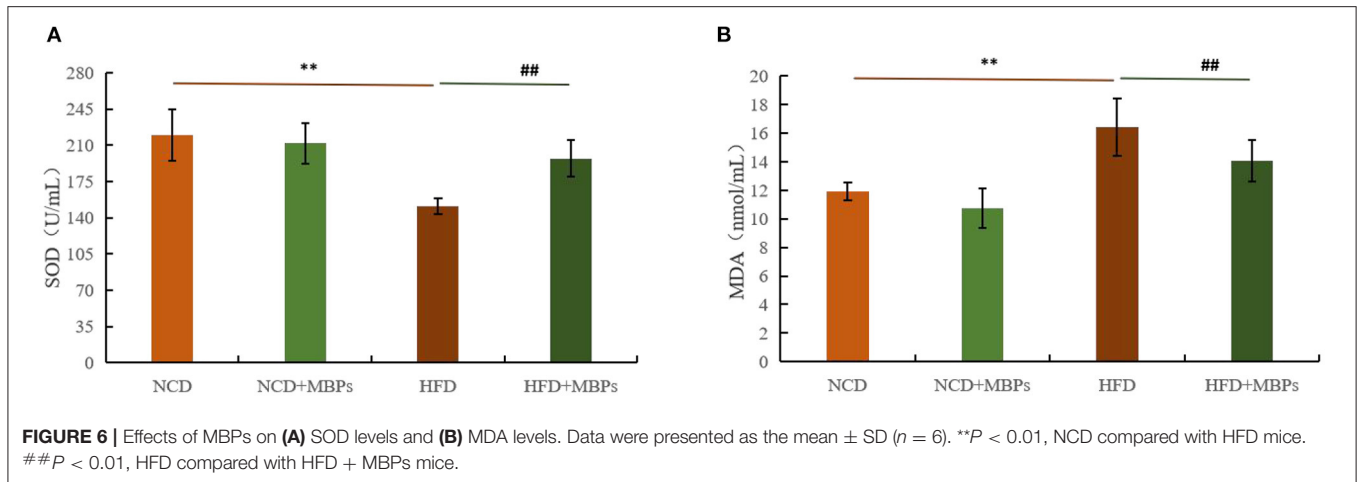 A
B
280
245
210
175
140
105
70
35
0
SOD（U/mL）
**
##
NCD
NCD+MBPs
HFD
HFD+MBPs
20
18
16
14
12
10
8
6
4
2
0
MDA（nmol/mL）
**
##
NCD
NCD+MBPs
HFD
HFD+MBPs
FIGURE 6 | Effects of MBPs on (A) SOD levels and (B) MDA levels. Data were presented as the mean ± SD (n = 6). **P < 0.01, NCD compared with HFD mice.
##P < 0.01, HFD compared with HFD + MBPs mice.